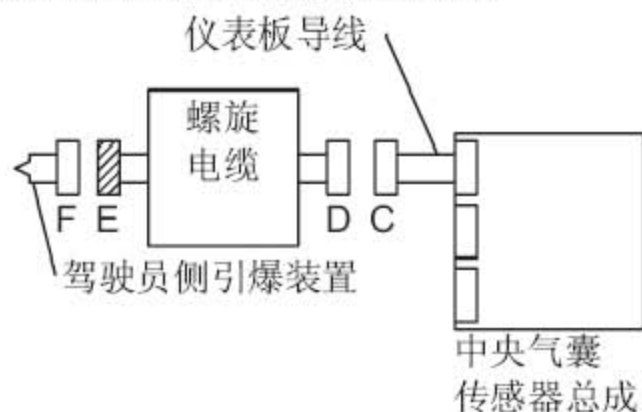 仪表板导线
螺旋
电缆
F E D C
驾驶员侧引爆装置
中央气囊
传感器总成